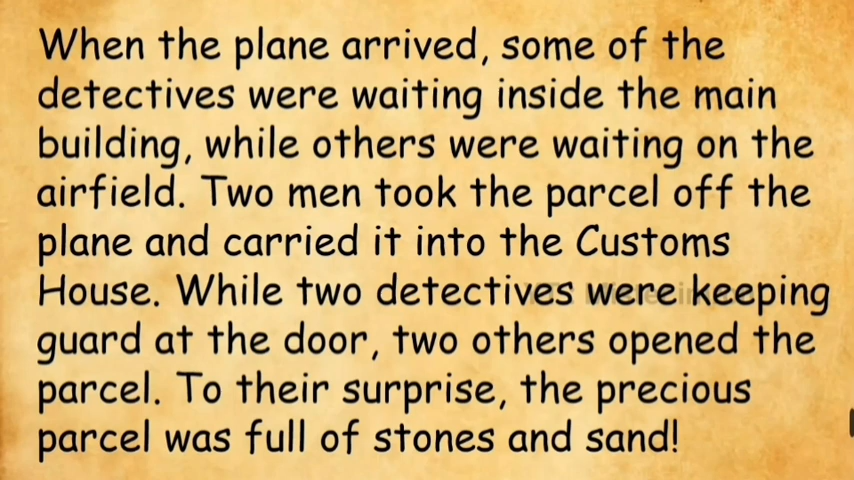 When the plane arrived, some of the
detectives were waiting inside the main
building, while others were waiting on the
airfield. Two men took the parcel off the
plane and carried it into the Customs
House. While two detectives were keeping
guard at the door, two others opened the
parcel. To their surprise, the precious
parcel was full of stones and sand!